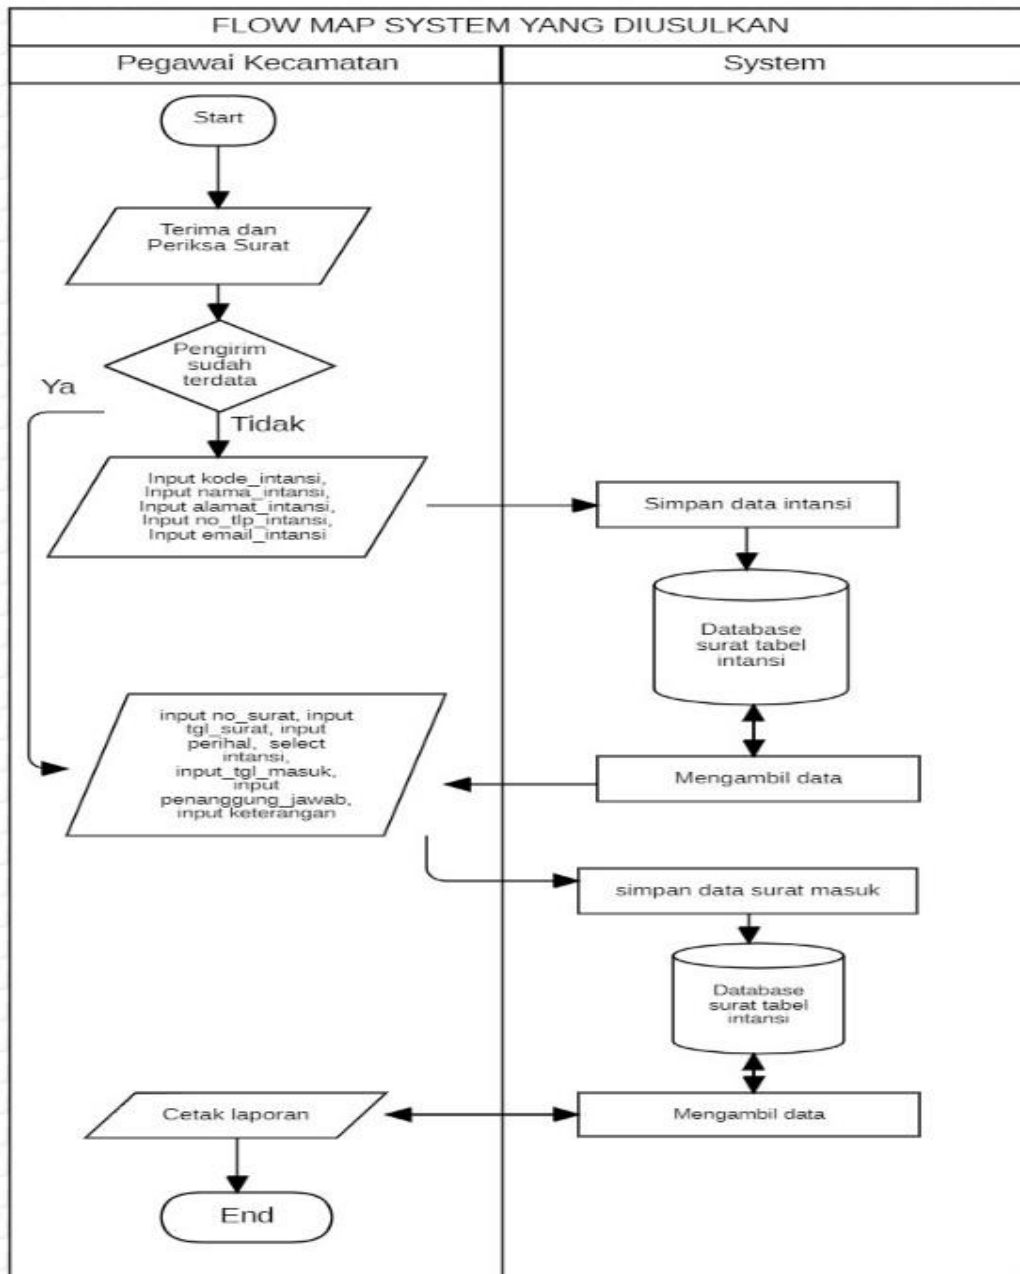 FLOW MAP SYSTEM YANG DIUSULKAN
Pegawai Kecamatan
System
Start
Terima dan
Periksa Surat
Pengirim
sudah
terdata
Ya
Tidak
Input kode_intansi,
Input nama_intansi,
Input alamat_intansi,
Input no_tlp_intansi,
Input email_intansi
Simpan data intansi
Database
surat tabel
intansi
input no_surat, input
tgl_surat, input
perihal, select
intansi,
input_tgl_masuk,
input
penanggung_jawab,
input keterangan
Mengambil data
simpan data surat masuk
Database
surat tabel
intansi
Cetak laporan
Mengambil data
End